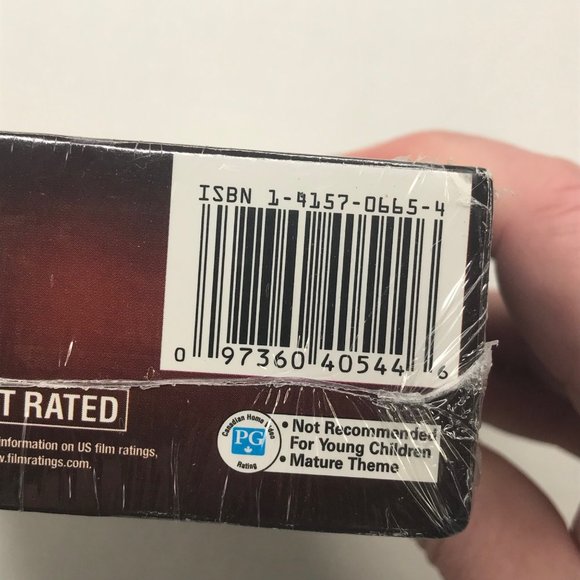 ISBN 1-4157-0665-4
0 97360 40544 6
T RATED
information on US film ratings,
w.filmratings.com.
Canadian Home Video
PG
Rating
• Not Recommended
For Young Children
• Mature Theme